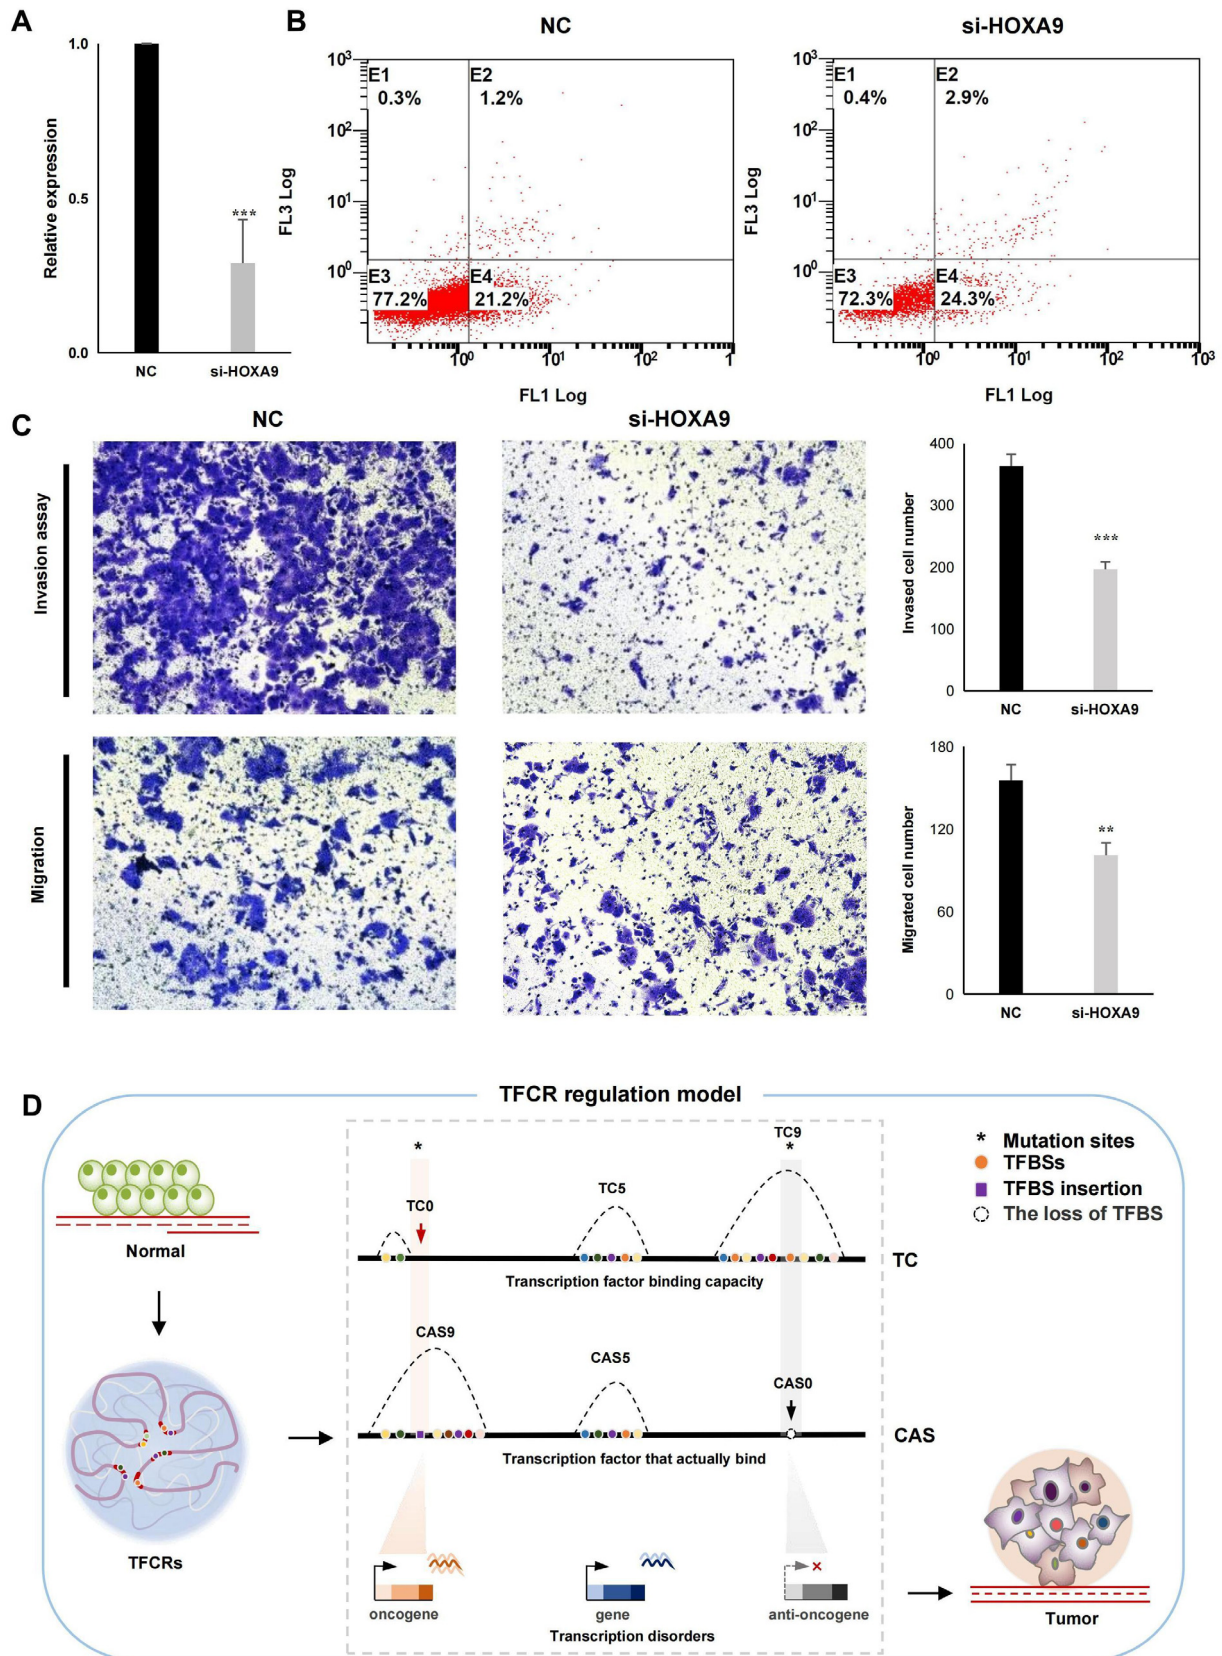 A
1.0
0.5
0.0
Relative expression
***
NC
si-HOXA9
B
NC
si-HOXA9
10³
10²
10¹
10⁰
FL3 Log
E1
0.3%
E2
1.2%
E3
77.2%
E4
21.2%
10⁰
10¹
10²
1
FL1 Log
10³
10²
10¹
10⁰
FL3 Log
E1
0.4%
E2
2.9%
E3
72.3%
E4
24.3%
10⁰
10¹
10²
10³
FL1 Log
C
NC
si-HOXA9
Invasion assay
Migration
400
300
200
100
0
Invased cell number
***
NC
si-HOXA9
180
120
60
0
Migrated cell number
**
NC
si-HOXA9
D
TFCR regulation model
Normal
TFCRs
*
TC0
TC5
TC9
*
TC
Transcription factor binding capacity
CAS9
CAS5
CAS0
CAS
Transcription factor that actually bind
oncogene
gene
anti-oncogene
Transcription disorders
* Mutation sites
TFBSs
TFBS insertion
The loss of TFBS
Tumor